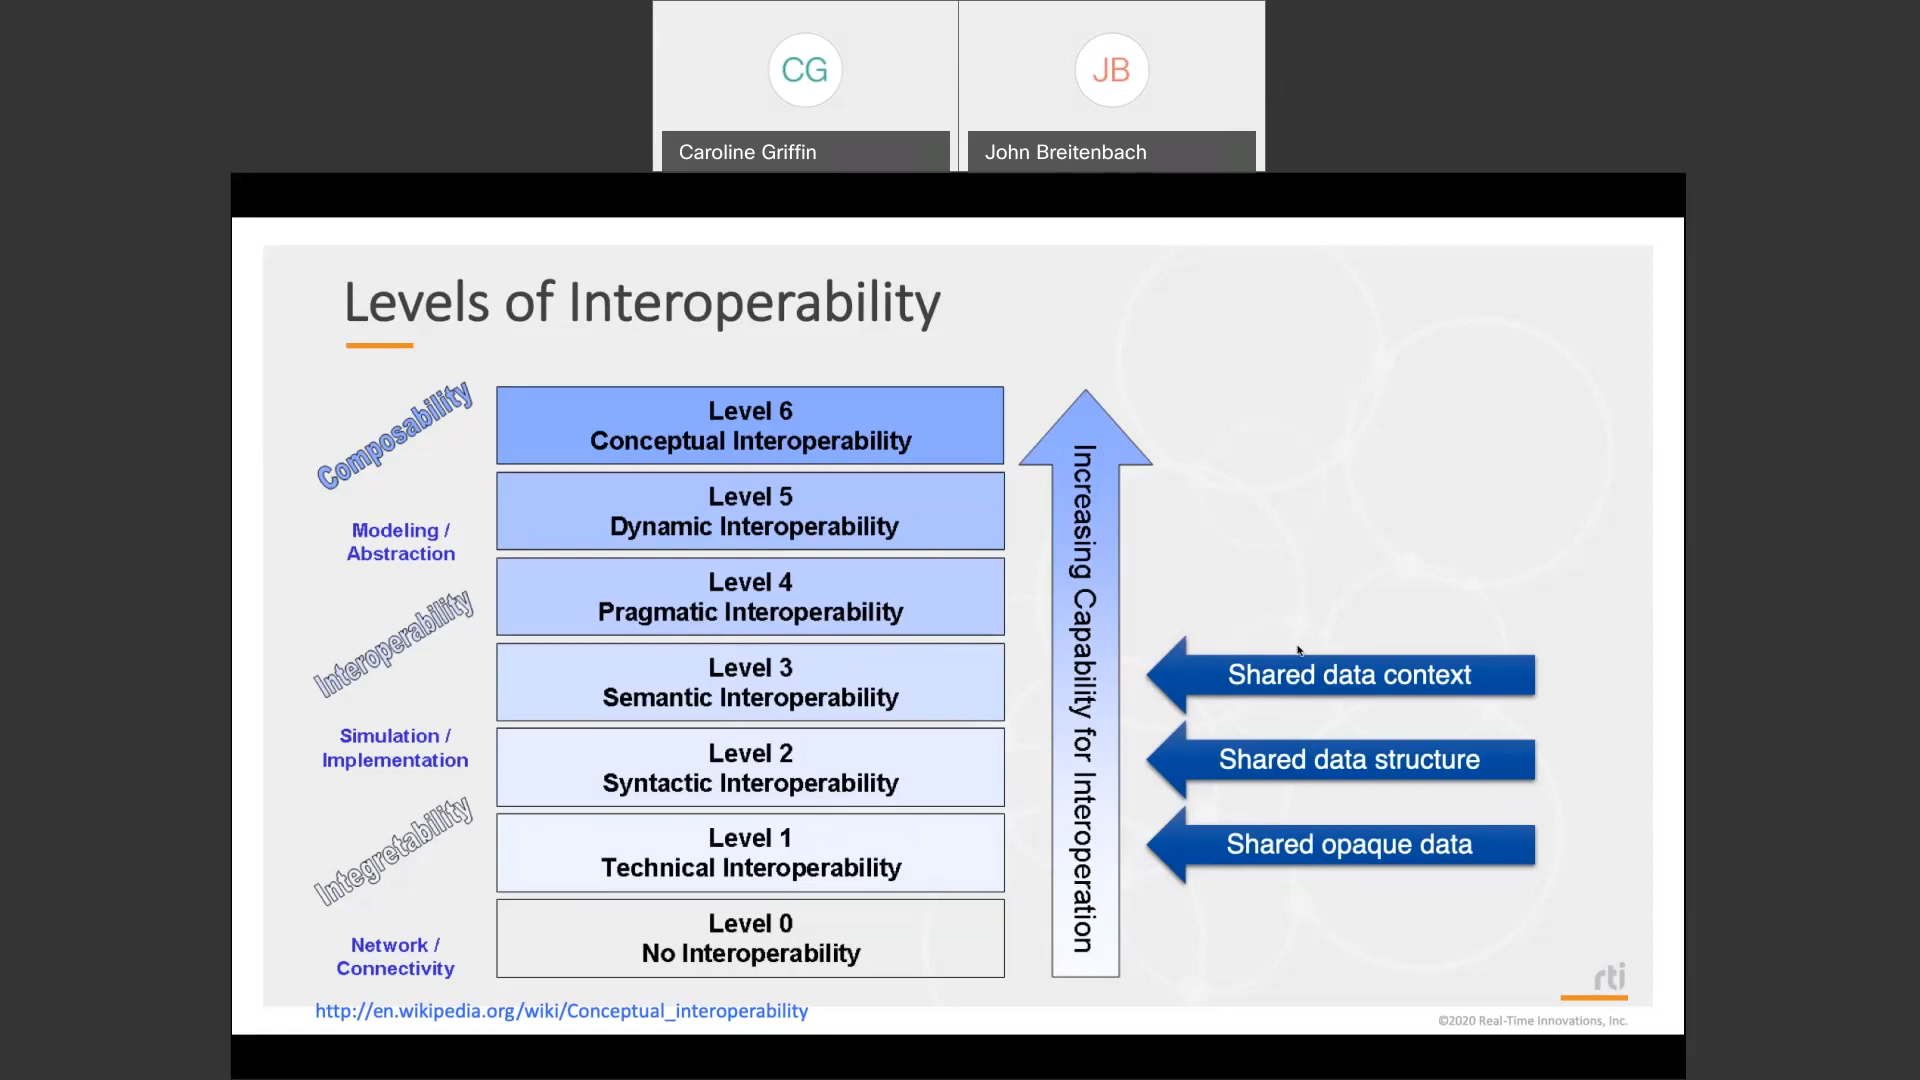 CG
JB
Caroline Griffin
John Breitenbach
Levels of Interoperability
Composability
Modeling /
Abstraction
Interoperability
Simulation /
Implementation
Integretability
Network /
Connectivity
Level 6
Conceptual Interoperability
Level 5
Dynamic Interoperability
Level 4
Pragmatic Interoperability
Level 3
Semantic Interoperability
Level 2
Syntactic Interoperability
Level 1
Technical Interoperability
Level 0
No Interoperability
Increasing Capability for Interoperation
Shared data context
Shared data structure
Shared opaque data
http://en.wikipedia.org/wiki/Conceptual_interoperability
rti
©2020 Real-Time Innovations, Inc.